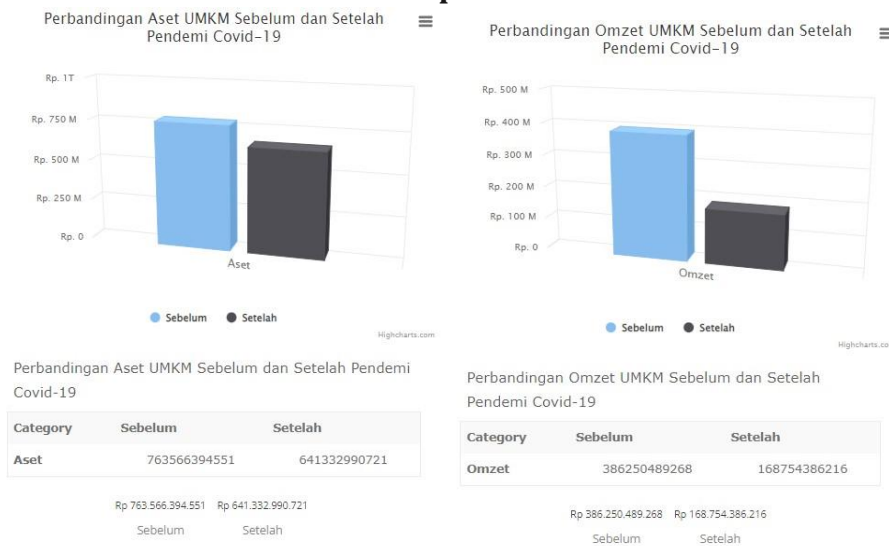 Perbandingan Aset UMKM Sebelum dan Setelah
Pendemi Covid-19
Rp. 1T
Rp. 750 M
Rp. 500 M
Rp. 250 M
Rp. 0
Aset
Sebelum Setelah
Highcharts.com
Perbandingan Aset UMKM Sebelum dan Setelah Pendemi
Covid-19
Category Sebelum Setelah
Aset 763566394551 641332990721
Rp 763.566.394.551 Rp 641.332.990.721
Sebelum Setelah
Perbandingan Omzet UMKM Sebelum dan Setelah
Pendemi Covid-19
Rp. 500 M
Rp. 400 M
Rp. 300 M
Rp. 200 M
Rp. 100 M
Rp. 0
Omzet
Sebelum Setelah
Highcharts.co
Perbandingan Omzet UMKM Sebelum dan Setelah
Pendemi Covid-19
Category Sebelum Setelah
Omzet 386250489268 168754386216
Rp 386.250.489.268 Rp 168.754.386.216
Sebelum Setelah